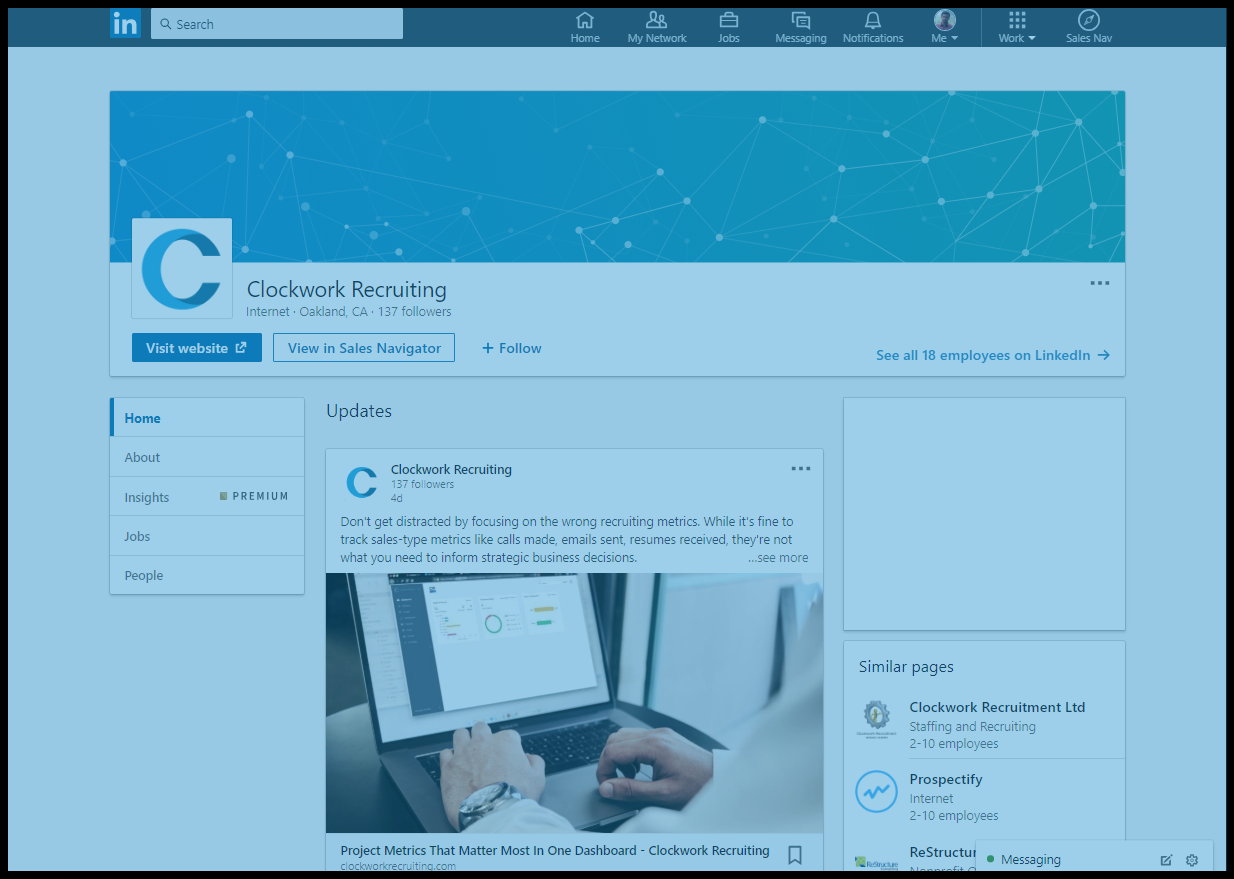 in
Search
Home
My Network
Jobs
Messaging
Notifications
Me
Work
Sales Nav
Clockwork Recruiting
Internet · Oakland, CA · 137 followers
Visit website
View in Sales Navigator
+ Follow
See all 18 employees on LinkedIn
Home
About
Insights
PREMIUM
Jobs
People
Updates
Clockwork Recruiting
137 followers
4d
Don't get distracted by focusing on the wrong recruiting metrics. While it's fine to
track sales-type metrics like calls made, emails sent, resumes received, they're not
what you need to inform strategic business decisions.
...see more
Project Metrics That Matter Most In One Dashboard - Clockwork Recruiting
clockworkrecruiting.com
Similar pages
Clockwork Recruitment Ltd
Staffing and Recruiting
2-10 employees
Prospectify
Internet
2-10 employees
ReStructure
Messaging